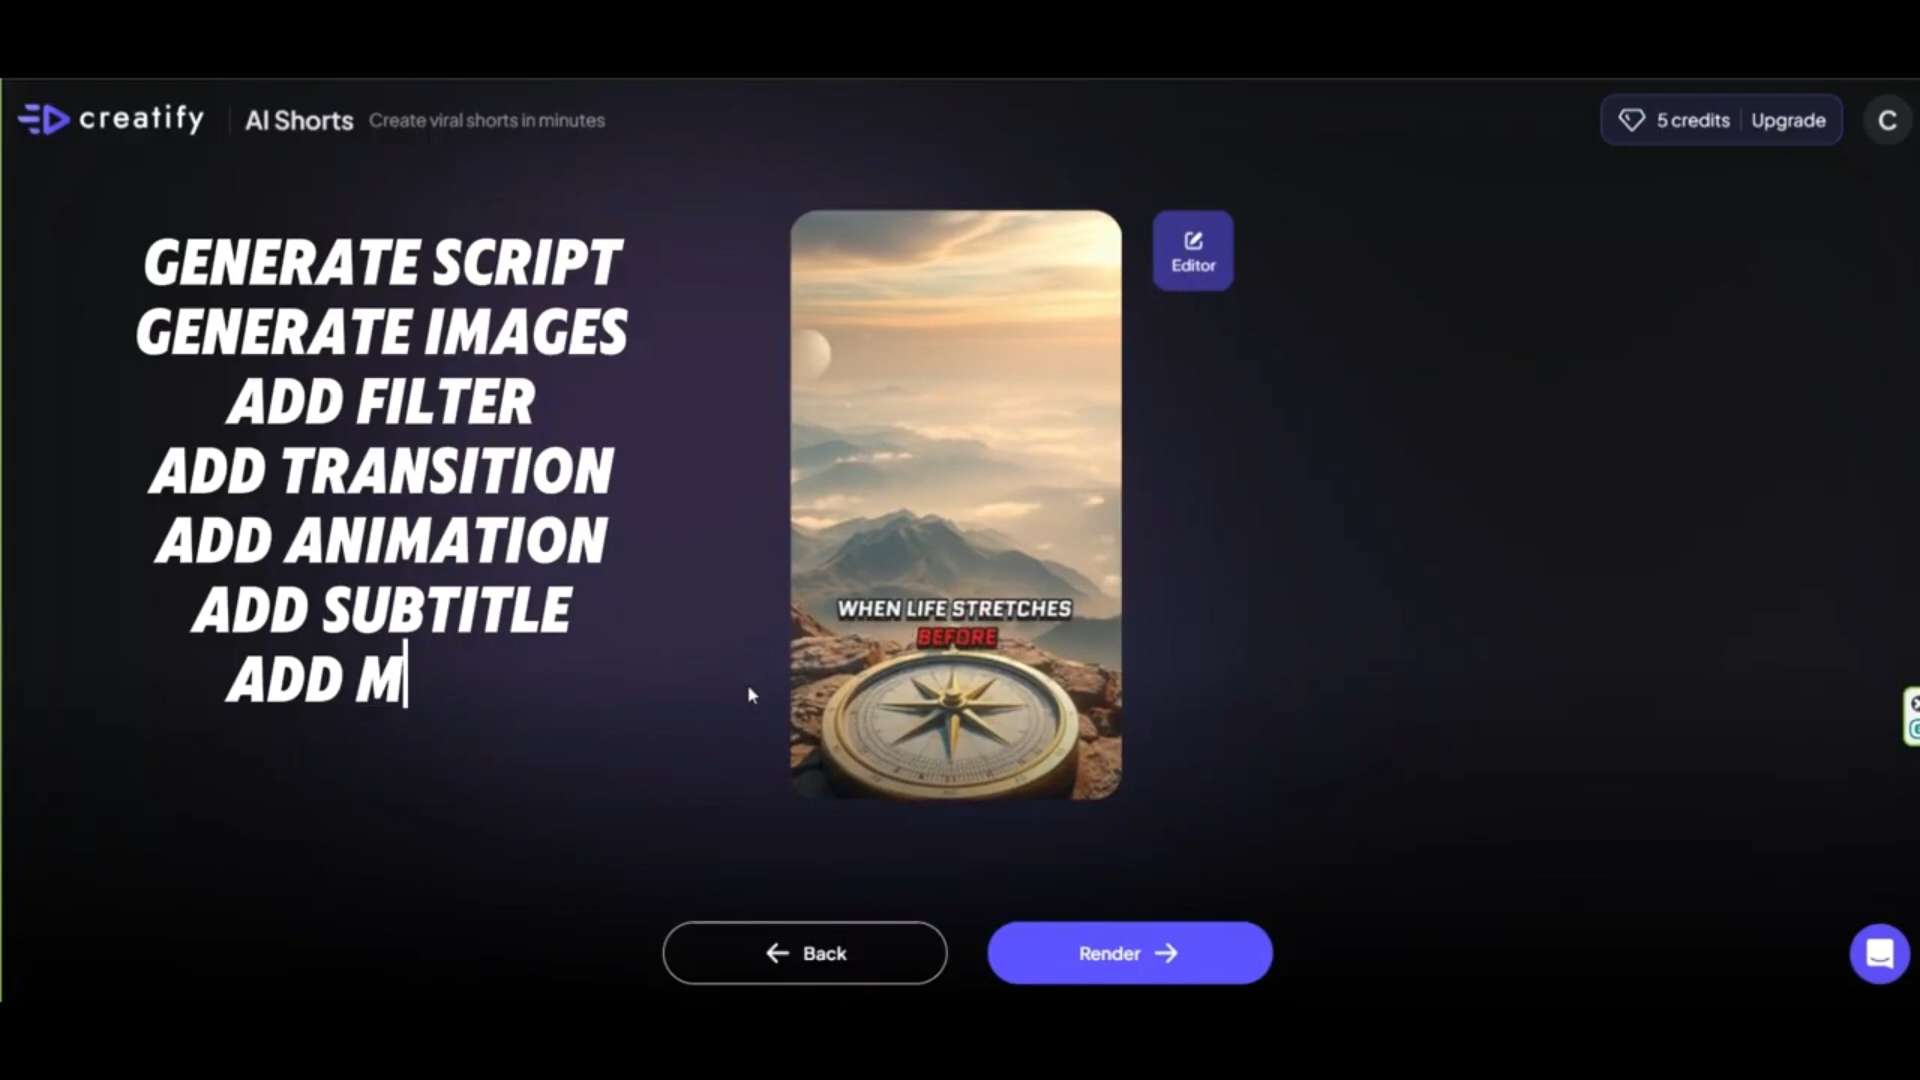 creatify
AI Shorts
Create viral shorts in minutes
5 credits
Upgrade
C
GENERATE SCRIPT
GENERATE IMAGES
ADD FILTER
ADD TRANSITION
ADD ANIMATION
ADD SUBTITLE
ADD M
Editor
WHEN LIFE STRETCHES
BEFORE
Back
Render